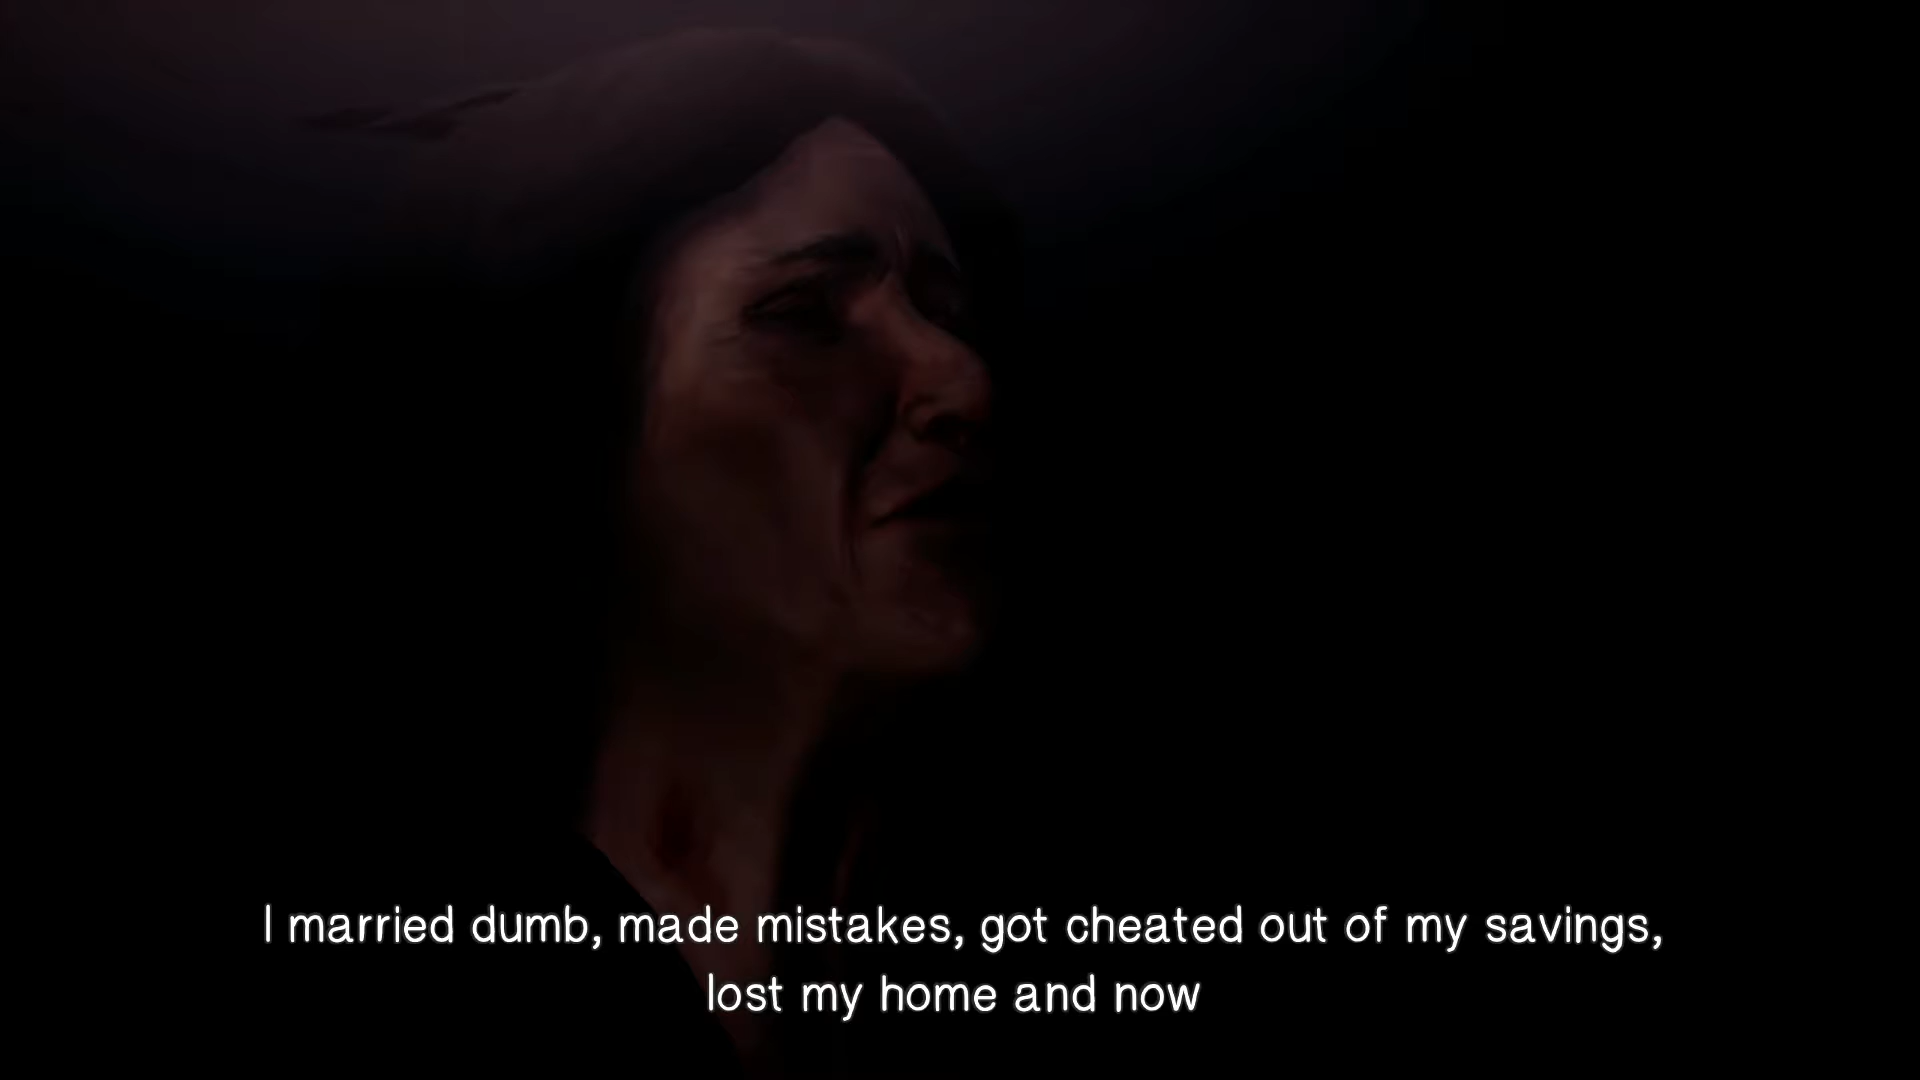 I married dumb, made mistakes, got cheated out of my savings,
lost my home and now